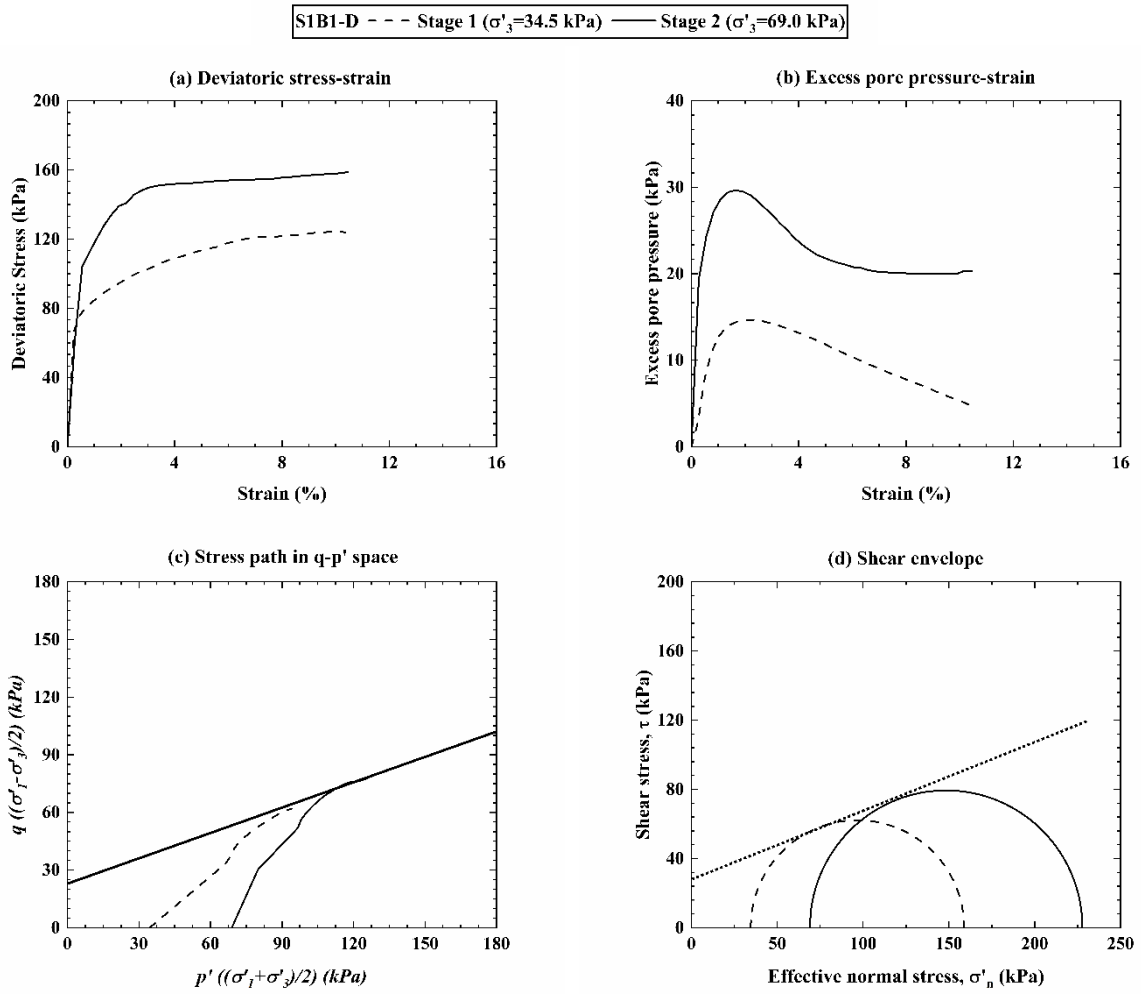 S1B1-D Stage 1 (σ'3=34.5 kPa) Stage 2 (σ'3=69.0 kPa)
(a) Deviatoric stress-strain
200
160
120
80
40
0
Deviatoric Stress (kPa)
0 4 8 12 16
Strain (%)
(b) Excess pore pressure-strain
40
30
20
10
0
Excess pore pressure (kPa)
0 4 8 12 16
Strain (%)
(c) Stress path in q-p' space
180
150
120
90
60
30
0
q ((σ'1-σ'3)/2) (kPa)
0 30 60 90 120 150 180
p' ((σ'1+σ'3)/2) (kPa)
(d) Shear envelope
200
160
120
80
40
0
Shear stress, τ (kPa)
0 50 100 150 200 250
Effective normal stress, σ'n (kPa)